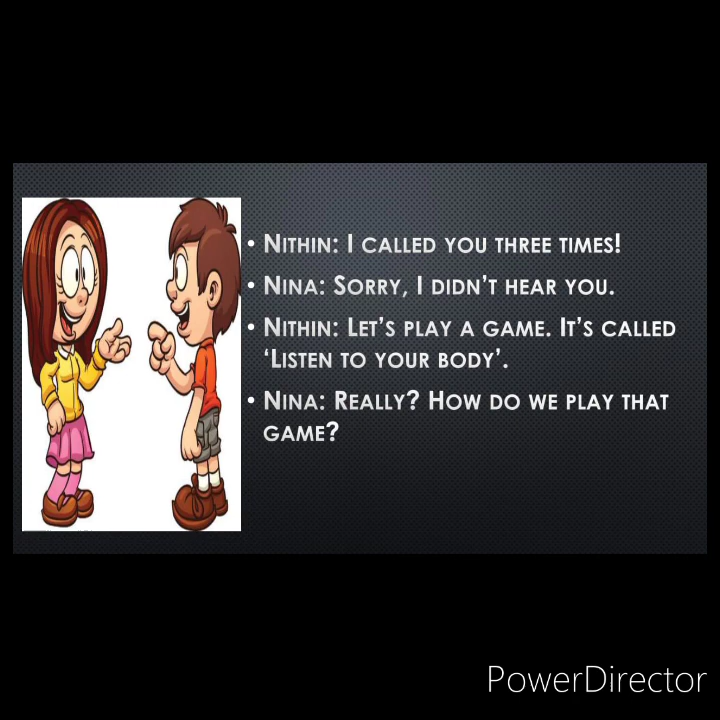 • Nithin: I called you three times!
• Nina: Sorry, I didn't hear you.
• Nithin: Let's play a game. It's called
'Listen to your body'.
• Nina: Really? How do we play that
game?
PowerDirector